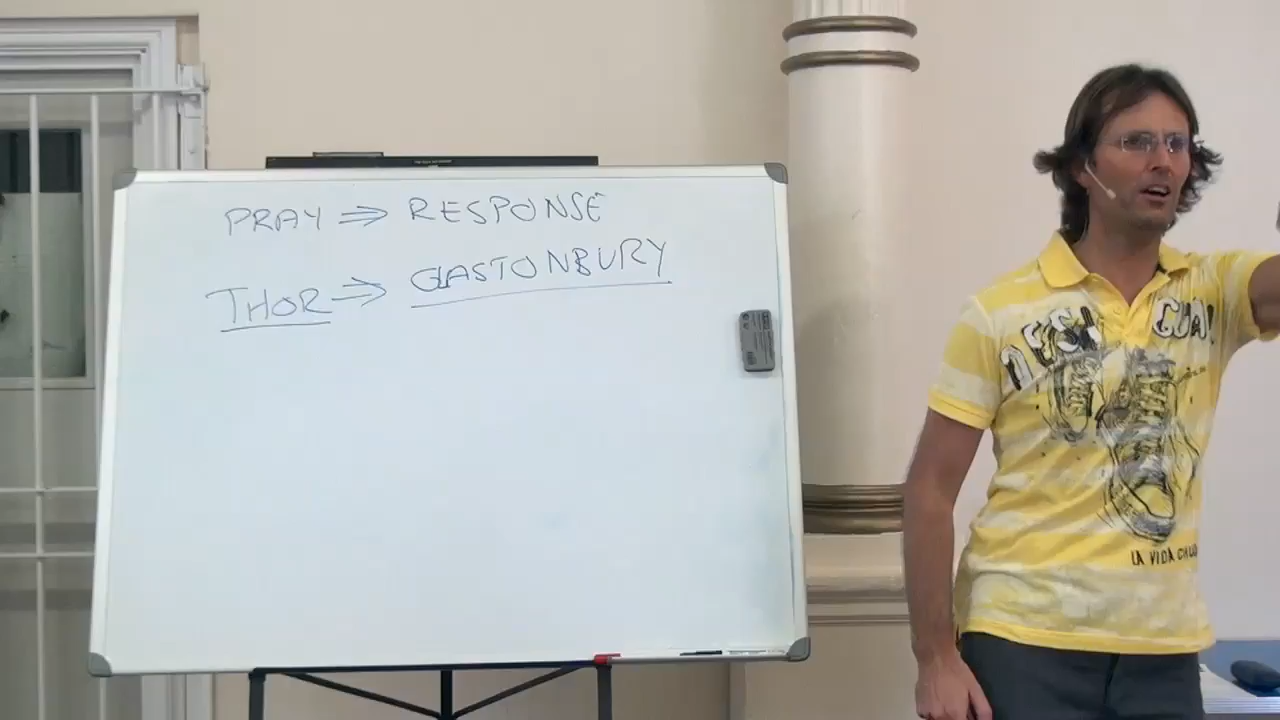 PRAY ⇒ RESPONSE
THOR ⇒ GLASTONBURY
LA VIDA